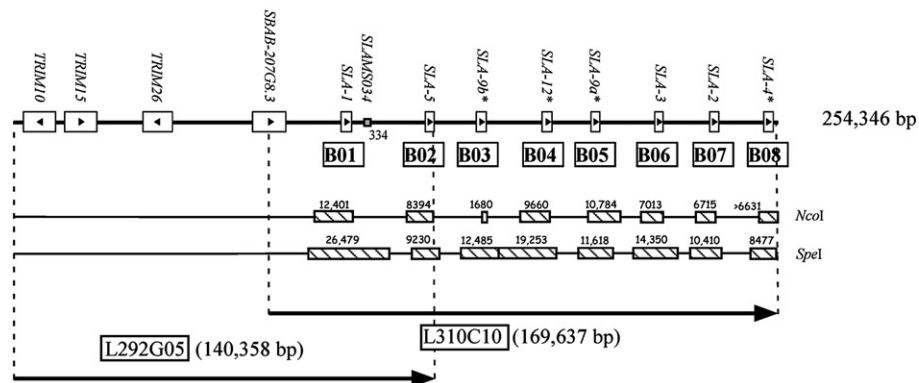 TRIM10
TRIM15
TRIM26
SBAB-207G8.3
SLA-1
SLAMS034
SLA-5
SLA-9b*
SLA-12*
SLA-9a*
SLA-3
SLA-2
SLA-4*
254,346 bp
334
B01 B02 B03 B04 B05 B06 B07 B08
12,401 8394 1680 9660 10,784 7013 6715 >6631 NcoI
26,479 9230 12,485 19,253 11,618 14,350 10,410 8477 SpeI
L310C10 (169,637 bp)
L292G05 (140,358 bp)